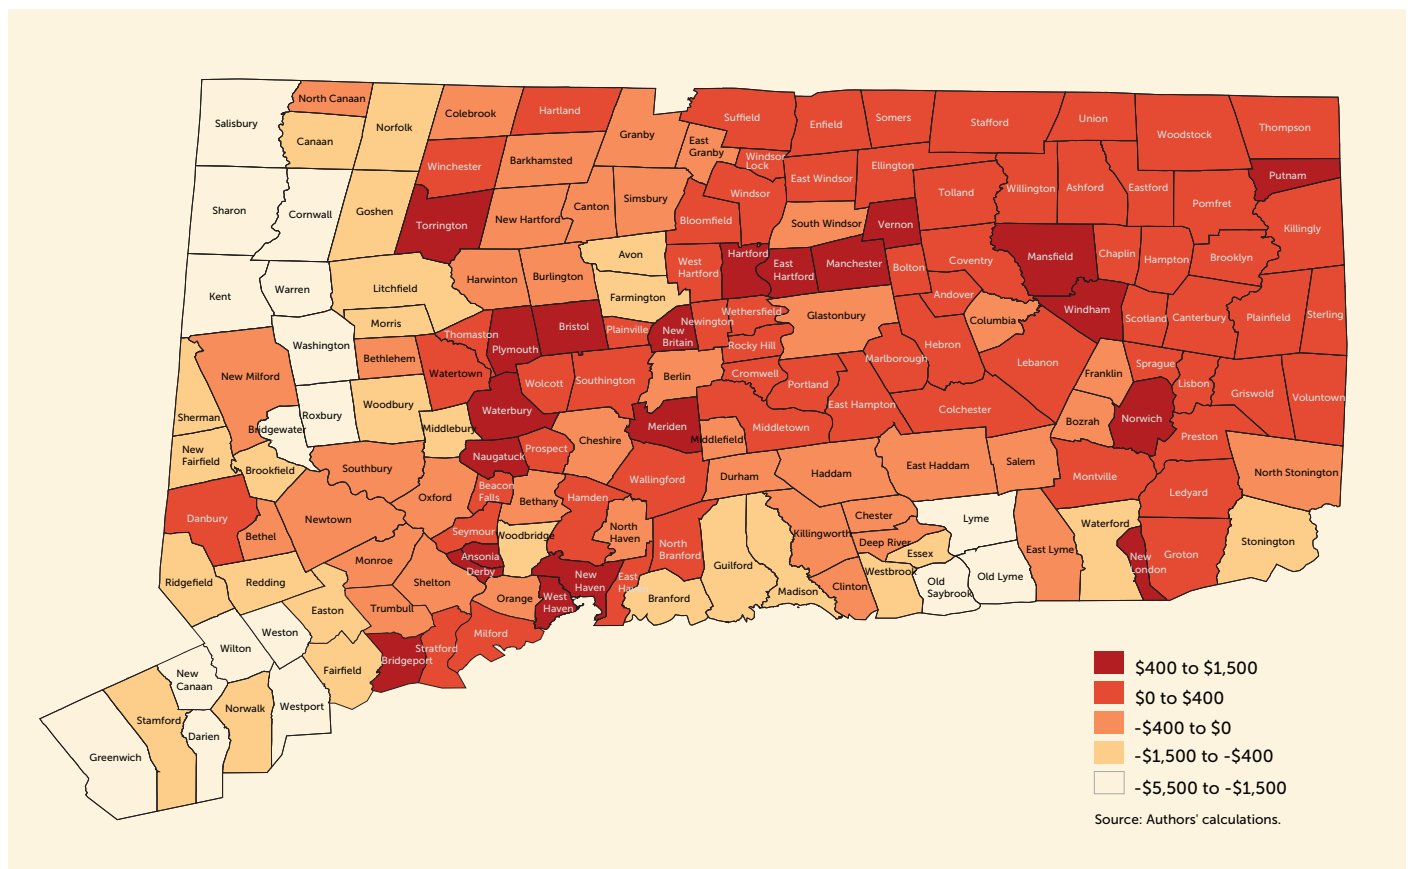 North Canaan
Salisbury
Canaan
Norfolk
Colebrook
Hartland
Granby
Suffield
Enfield
Somers
Stafford
Union
Woodstock
Thompson
East
Granby
Windsor
Lock
Winchester
Barkhamsted
East Windsor
Ellington
Putnam
Tolland
Willington
Ashford
Eastford
Pomfret
Killingly
Sharon
Cornwall
Goshen
Torrington
New Hartford
Canton
Simsbury
Windsor
Bloomfield
South Windsor
Vernon
Avon
West
Hartford
Hartford
East
Hartford
Manchester
Bolton
Coventry
Mansfield
Chaplin
Hampton
Brooklyn
Kent
Warren
Litchfield
Harwinton
Burlington
Farmington
Andover
Columbia
Windham
Scotland
Canterbury
Plainfield
Sterling
Morris
Thomaston
Plymouth
Bristol
Plainville
New
Britain
Newington
Wethersfield
Glastonbury
Rocky Hill
Hebron
Marlborough
Lebanon
Washington
Bethlehem
Watertown
Wolcott
Southington
Berlin
Cromwell
Portland
Franklin
Sprague
Lisbon
Griswold
Voluntown
New Milford
Sherman
Bridgewater
Roxbury
Woodbury
Middlebury
Waterbury
Cheshire
Meriden
Middlefield
Middletown
East Hampton
Colchester
Bozrah
Norwich
Preston
New
Fairfield
Brookfield
Southbury
Naugatuck
Prospect
Wallingford
Durham
Haddam
East Haddam
Salem
Montville
Ledyard
North Stonington
Danbury
Bethel
Newtown
Oxford
Beacon
Falls
Bethany
Hamden
North
Haven
North
Branford
Killingworth
Chester
Deep River
Essex
Lyme
East Lyme
Waterford
New
London
Groton
Stonington
Seymour
Woodbridge
Ansonia
Derby
Ridgefield
Redding
Monroe
Shelton
Orange
New
Haven
West
Haven
East
Branford
Guilford
Madison
Clinton
Westbrook
Old
Saybrook
Old Lyme
Easton
Trumbull
Weston
Wilton
Milford
Stratford
Bridgeport
Fairfield
New
Canaan
Stamford
Norwalk
Westport
Darien
Greenwich
$400 to $1,500
$0 to $400
-$400 to $0
-$1,500 to -$400
-$5,500 to -$1,500
Source: Authors' calculations.